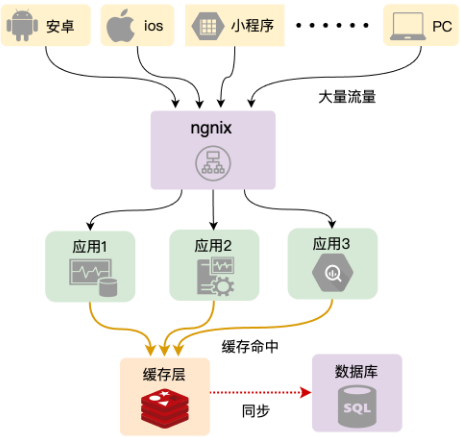 安卓
ios
小程序
PC
大量流量
ngnix
应用1
应用2
应用3
缓存命中
缓存层
数据库
SQL
同步